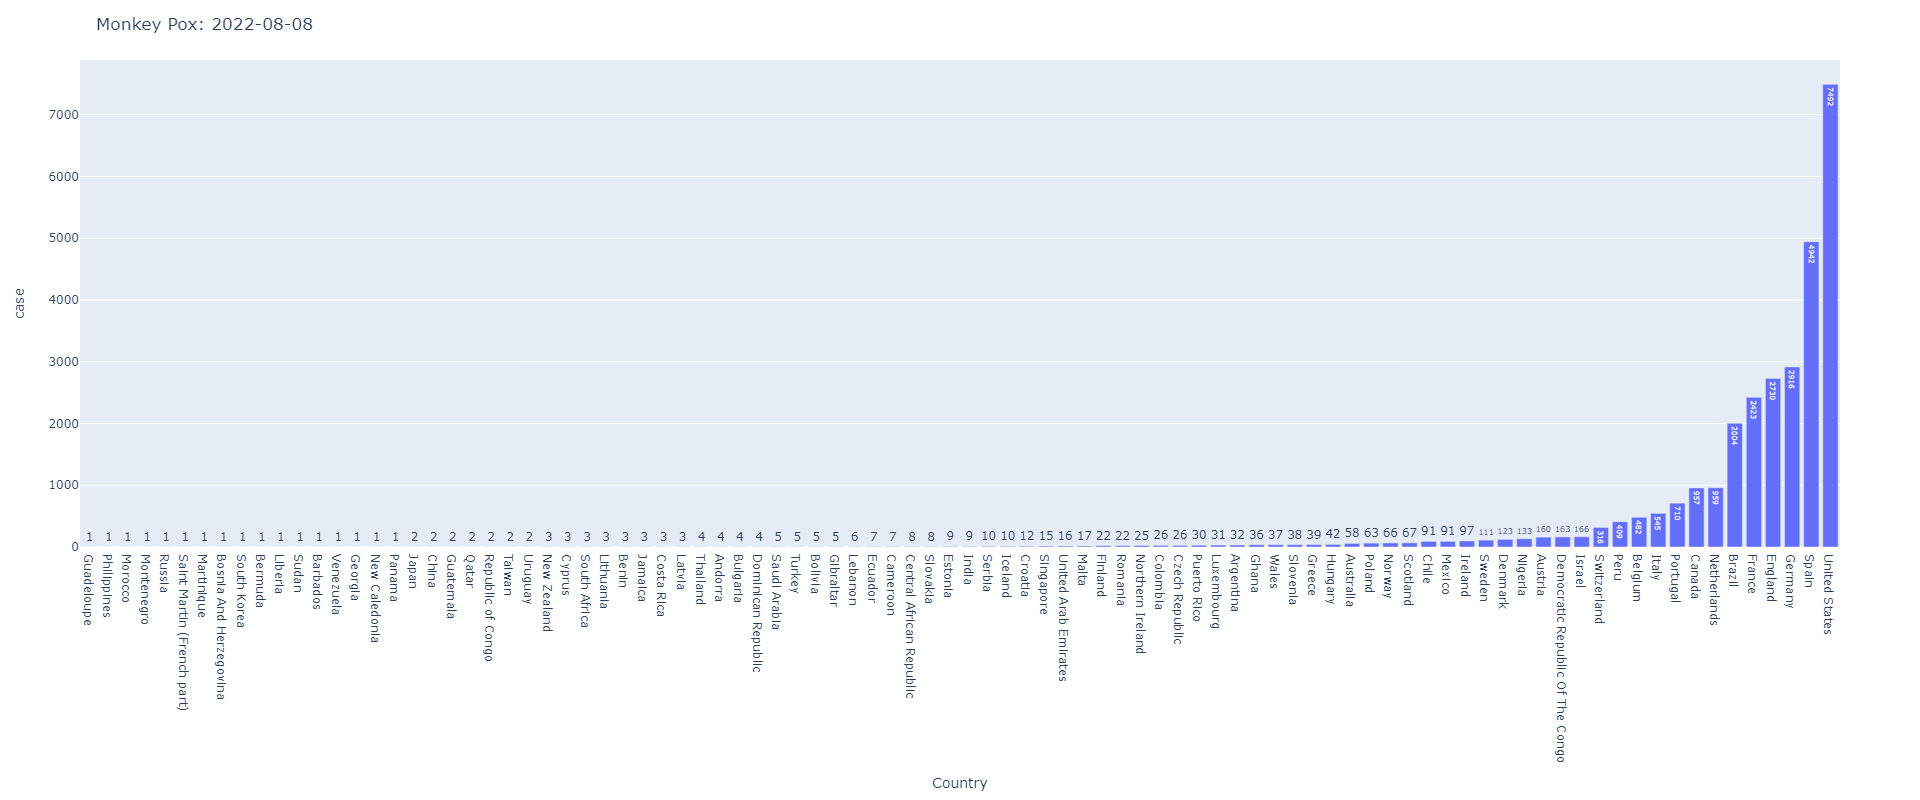 Monkey Pox: 2022-08-08
case
7000
6000
5000
4000
3000
2000
1000
0
1 1 1 1 1 1 1 1 1 1 1 1 1 1 1 1 1 2 2 2 2 2 2 2 3 3 3 3 3 3 3 3 4 4 4 4 5 5 5 5 6 7 7 8 8 9 9 10 10 12 15 16 17 22 22 25 26 26 30 31 32 36 37 38 39 42 58 63 66 67 91 91 97 111 123 133 160 163 166 316 409 482 545 710 957 959 2004 2423 2730 2916 4942 7492
Guadeloupe
Philippines
Morocco
Montenegro
Russia
Saint Martin (French part)
Martinique
Bosnia And Herzegovina
South Korea
Bermuda
Liberia
Sudan
Barbados
Venezuela
Georgia
New Caledonia
Panama
Japan
China
Guatemala
Qatar
Republic of Congo
Taiwan
Uruguay
New Zealand
Cyprus
South Africa
Lithuania
Benin
Jamaica
Costa Rica
Latvia
Thailand
Andorra
Bulgaria
Dominican Republic
Saudi Arabia
Turkey
Bolivia
Gibraltar
Lebanon
Ecuador
Cameroon
Central African Republic
Slovakia
Estonia
India
Serbia
Iceland
Croatia
Singapore
United Arab Emirates
Malta
Finland
Romania
Northern Ireland
Colombia
Czech Republic
Puerto Rico
Luxembourg
Argentina
Ghana
Wales
Slovenia
Greece
Hungary
Australia
Poland
Norway
Scotland
Chile
Mexico
Ireland
Sweden
Denmark
Nigeria
Austria
Democratic Republic Of The Congo
Israel
Switzerland
Peru
Belgium
Italy
Portugal
Canada
Netherlands
Brazil
France
England
Germany
Spain
United States
Country